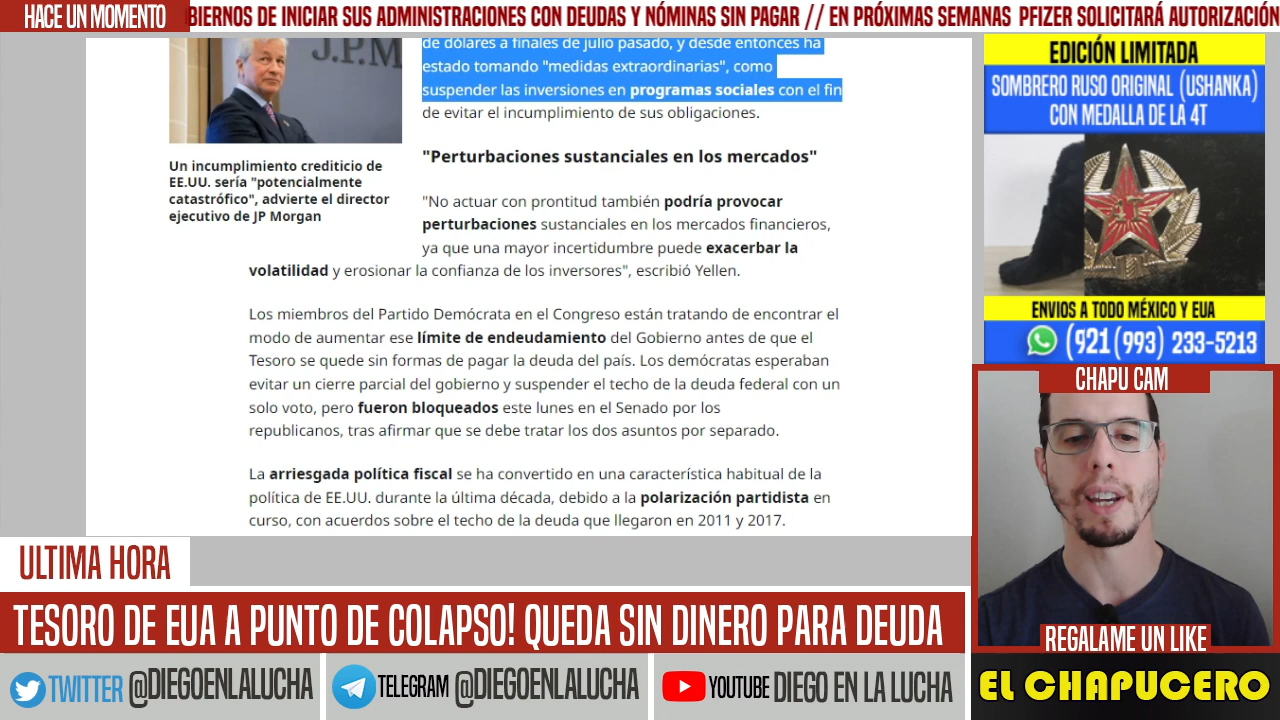 HACE UN MOMENTO
BIERNOS DE INICIAR SUS ADMINISTRACIONES CON DEUDAS Y NÓMINAS SIN PAGAR // EN PRÓXIMAS SEMANAS PFIZER SOLICITARÁ AUTORIZACIÓN
J.P.M
Un incumplimiento crediticio de
EE.UU. sería "potencialmente
catastrófico", advierte el director
ejecutivo de JP Morgan
de dólares a finales de julio pasado, y desde entonces ha
estado tomando "medidas extraordinarias", como
suspender las inversiones en programas sociales con el fin
de evitar el incumplimiento de sus obligaciones.
"Perturbaciones sustanciales en los mercados"
"No actuar con prontitud también podría provocar
perturbaciones sustanciales en los mercados financieros,
ya que una mayor incertidumbre puede exacerbar la
volatilidad y erosionar la confianza de los inversores", escribió Yellen.
Los miembros del Partido Demócrata en el Congreso están tratando de encontrar el
modo de aumentar ese límite de endeudamiento del Gobierno antes de que el
Tesoro se quede sin formas de pagar la deuda del país. Los demócratas esperaban
evitar un cierre parcial del gobierno y suspender el techo de la deuda federal con un
solo voto, pero fueron bloqueados este lunes en el Senado por los
republicanos, tras afirmar que se debe tratar los dos asuntos por separado.
La arriesgada política fiscal se ha convertido en una característica habitual de la
política de EE.UU. durante la última década, debido a la polarización partidista en
curso, con acuerdos sobre el techo de la deuda que llegaron en 2011 y 2017.
EDICIÓN LIMITADA
SOMBRERO RUSO ORIGINAL (USHANKA)
CON MEDALLA DE LA 4T
4T
ENVIOS A TODO MÉXICO Y EUA
(921 (993) 233-5213
CHAPU CAM
REGALAME UN LIKE
EL CHAPUCERO
ULTIMA HORA
TESORO DE EUA A PUNTO DE COLAPSO! QUEDA SIN DINERO PARA DEUDA
TWITTER @DIEGOENLALUCHA
TELEGRAM @DIEGOENLALUCHA
YOUTUBE DIEGO EN LA LUCHA